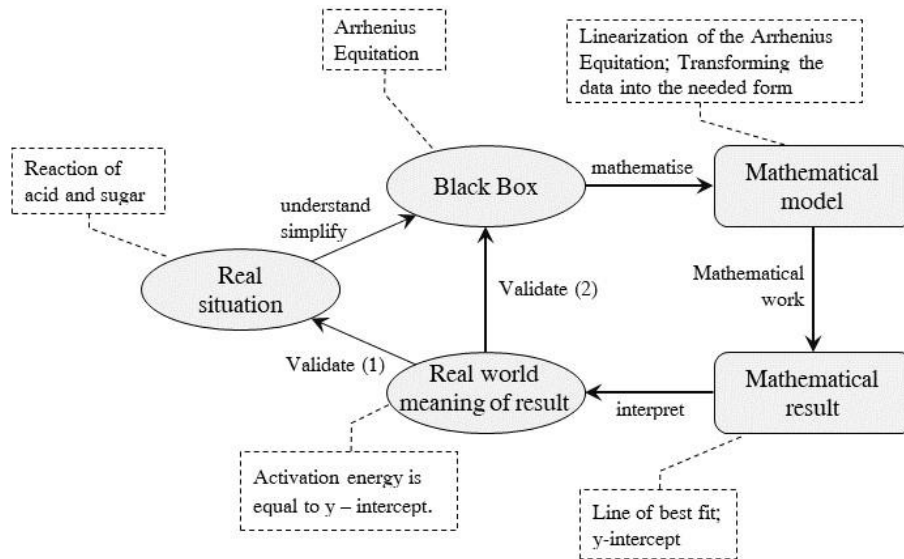 Arrhenius
Equitation
Linearization of the Arrhenius
Equitation; Transforming the
data into the needed form
Reaction of
acid and sugar
Black Box
mathematise
Mathematical
model
understand
simplify
Real
situation
Validate (2)
Mathematical
work
Validate (1)
Real world
meaning of result
interpret
Mathematical
result
Activation energy is
equal to y – intercept.
Line of best fit;
y-intercept